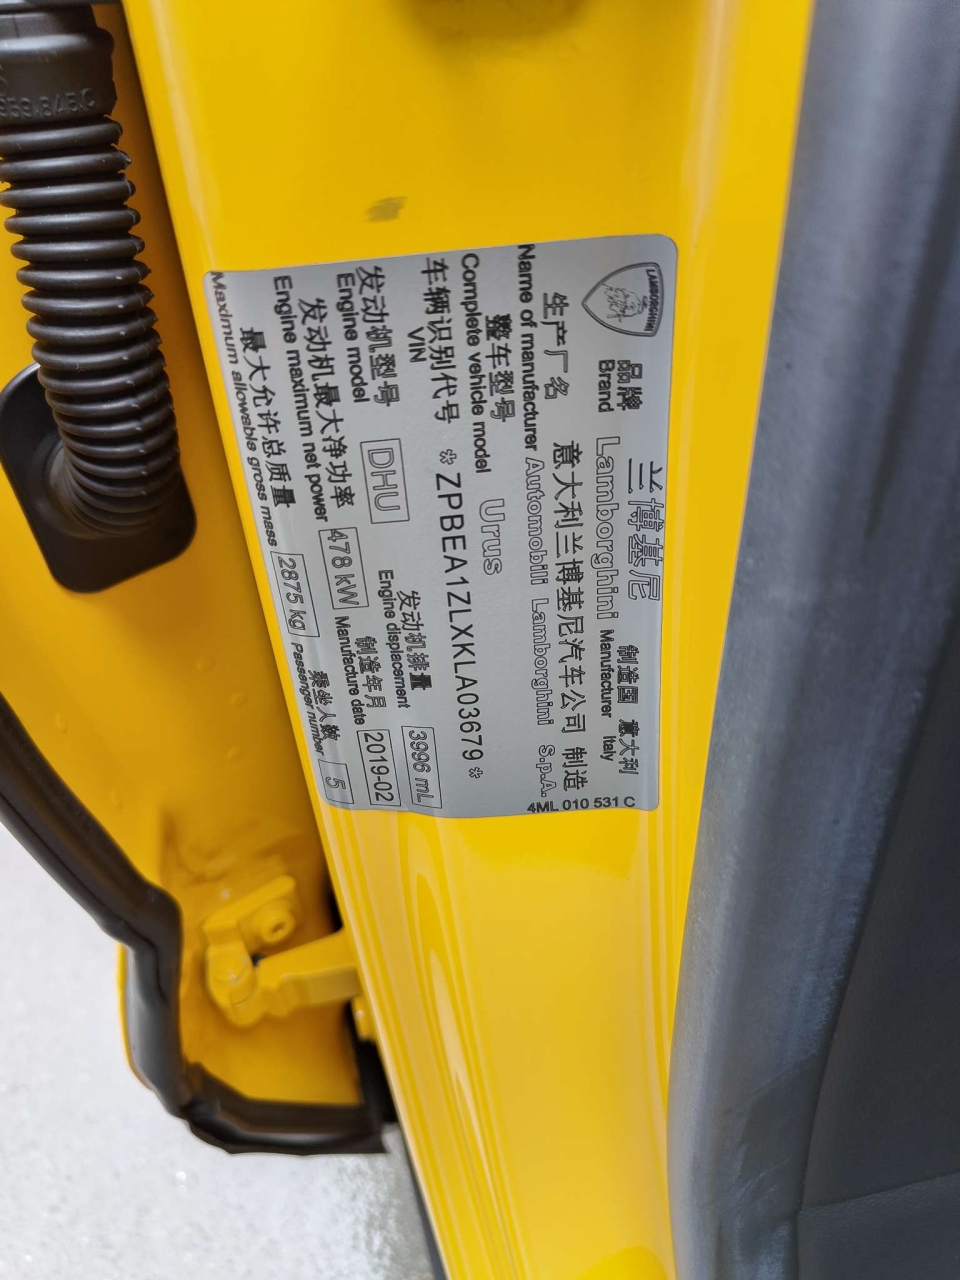 LAMBORGHINI
品牌 兰博基尼 制造国 意大利
Brand Lamborghini Manufacturer Italy
生产厂名 意大利兰博基尼汽车公司 制造
Name of manufacturer Automobili Lamborghini S.p.A.
整车型号
Complete vehicle model Urus
车辆识别代号
VIN * ZPBEA1ZLXKLA03679 *
发动机型号 DHU 发动机排量 3996 mL
Engine model Engine displacement
发动机最大净功率 478 kW 制造年月 2019-02
Engine maximum net power Manufacture date
最大允许总质量 2875 kg 乘坐人数 5
Maximum allowable gross mass Passenger number
4ML 010 531 C